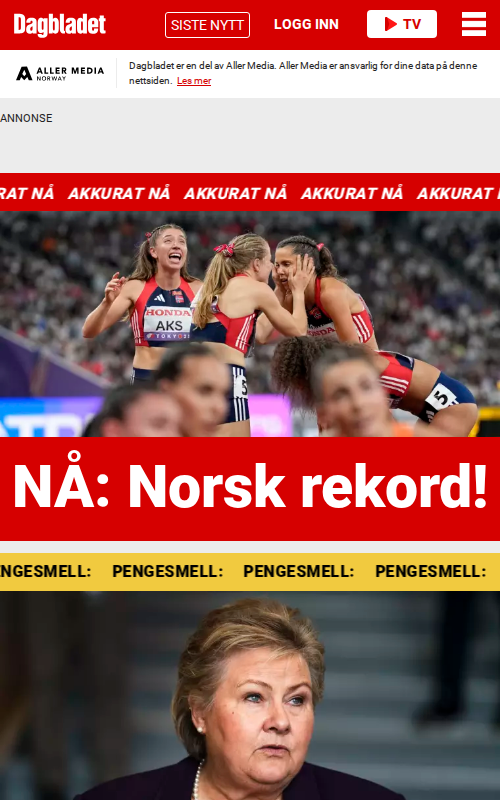 Dagbladet
SISTE NYTT
LOGG INN
TV
ALLER MEDIA
NORWAY
Dagbladet er en del av Aller Media. Aller Media er ansvarlig for dine data på denne
nettsiden. Les mer
ANNONSE
RAT NÅ AKKURAT NÅ AKKURAT NÅ AKKURAT NÅ AKKURAT N
HONDA
AKS
TOKYO 25
5
5
NÅ: Norsk rekord!
NGESMELL: PENGESMELL: PENGESMELL: PENGESMELL: